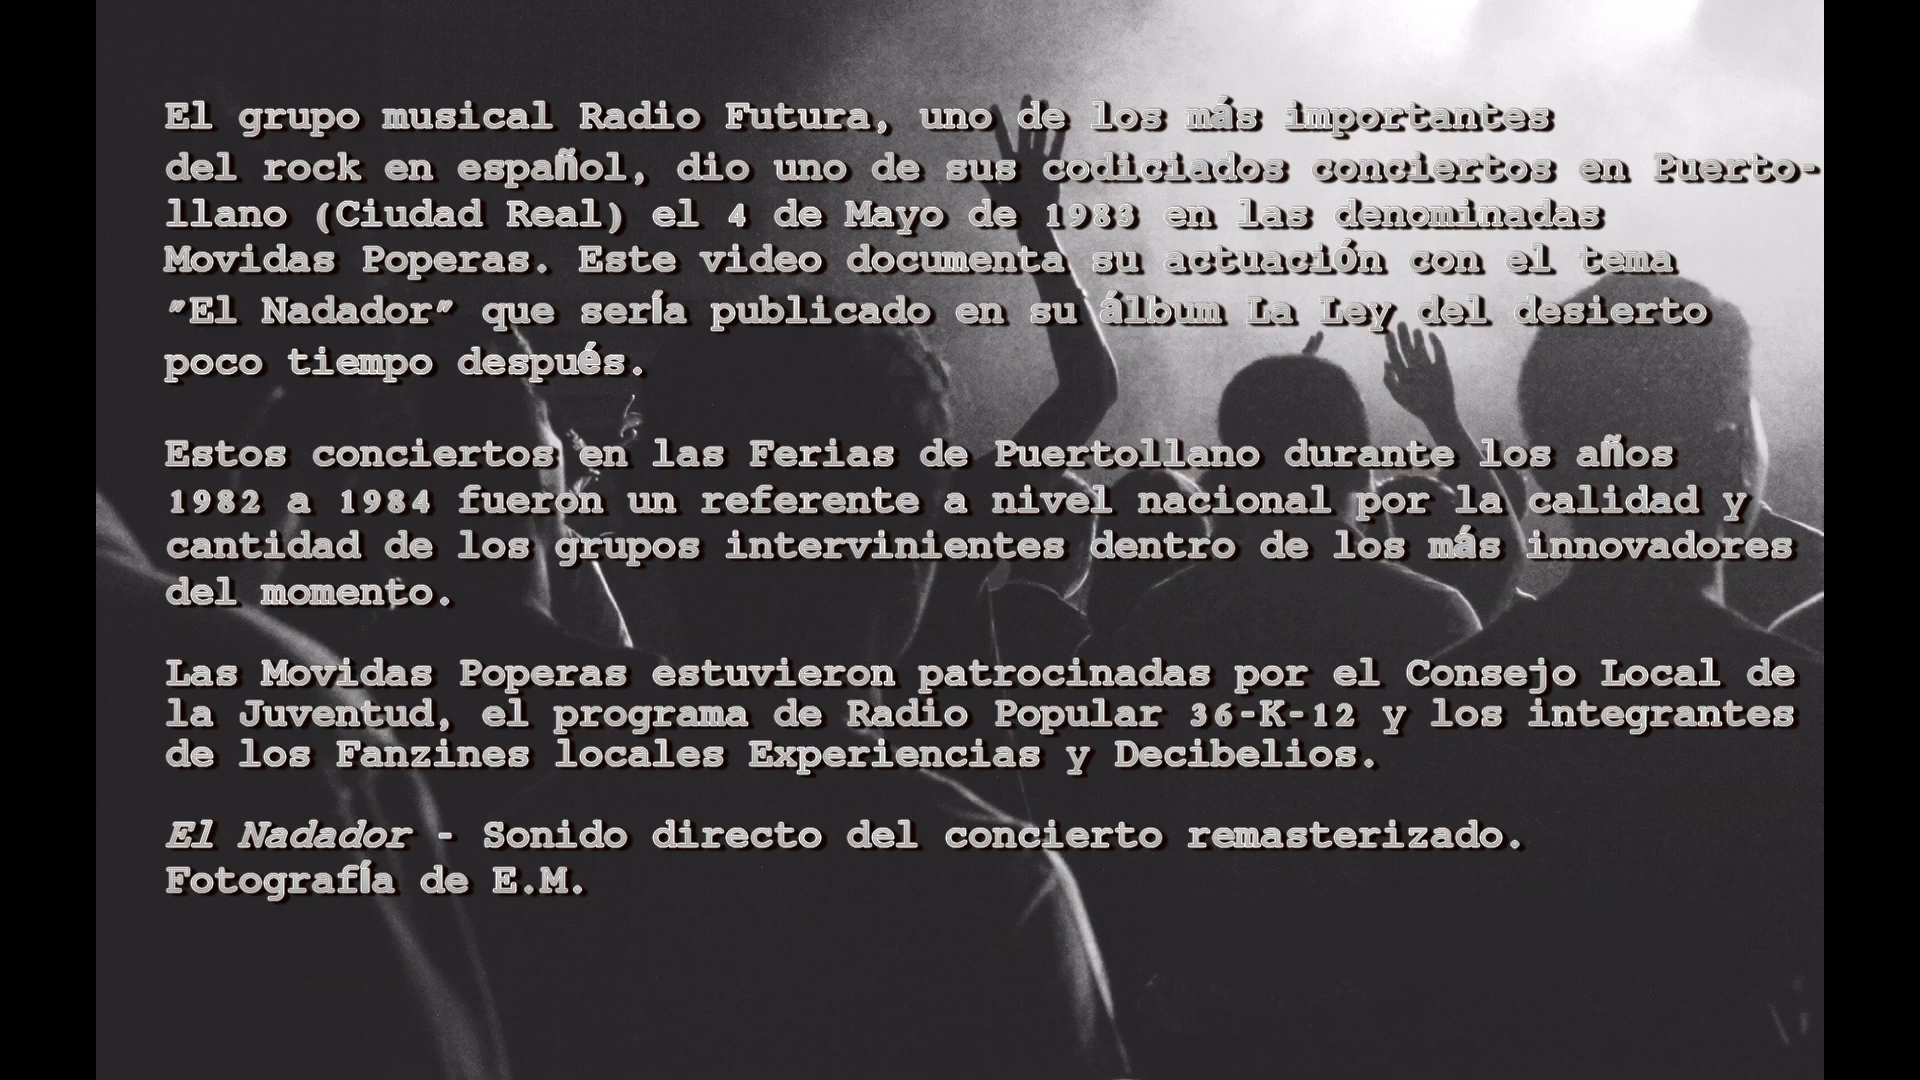 El grupo musical Radio Futura, uno de los más importantes
del rock en español, dio uno de sus codiciados conciertos en Puerto-
llano (Ciudad Real) el 4 de Mayo de 1983 en las denominadas
Movidas Poperas. Este video documenta su actuación con el tema
"El Nadador" que sería publicado en su álbum La Ley del desierto
poco tiempo después.
Estos conciertos en las Ferias de Puertollano durante los años
1982 a 1984 fueron un referente a nivel nacional por la calidad y
cantidad de los grupos intervinientes dentro de los más innovadores
del momento.
Las Movidas Poperas estuvieron patrocinadas por el Consejo Local de
la Juventud, el programa de Radio Popular 36-K-12 y los integrantes
de los Fanzines locales Experiencias y Decibelios.
El Nadador - Sonido directo del concierto remasterizado.
Fotografía de E.M.